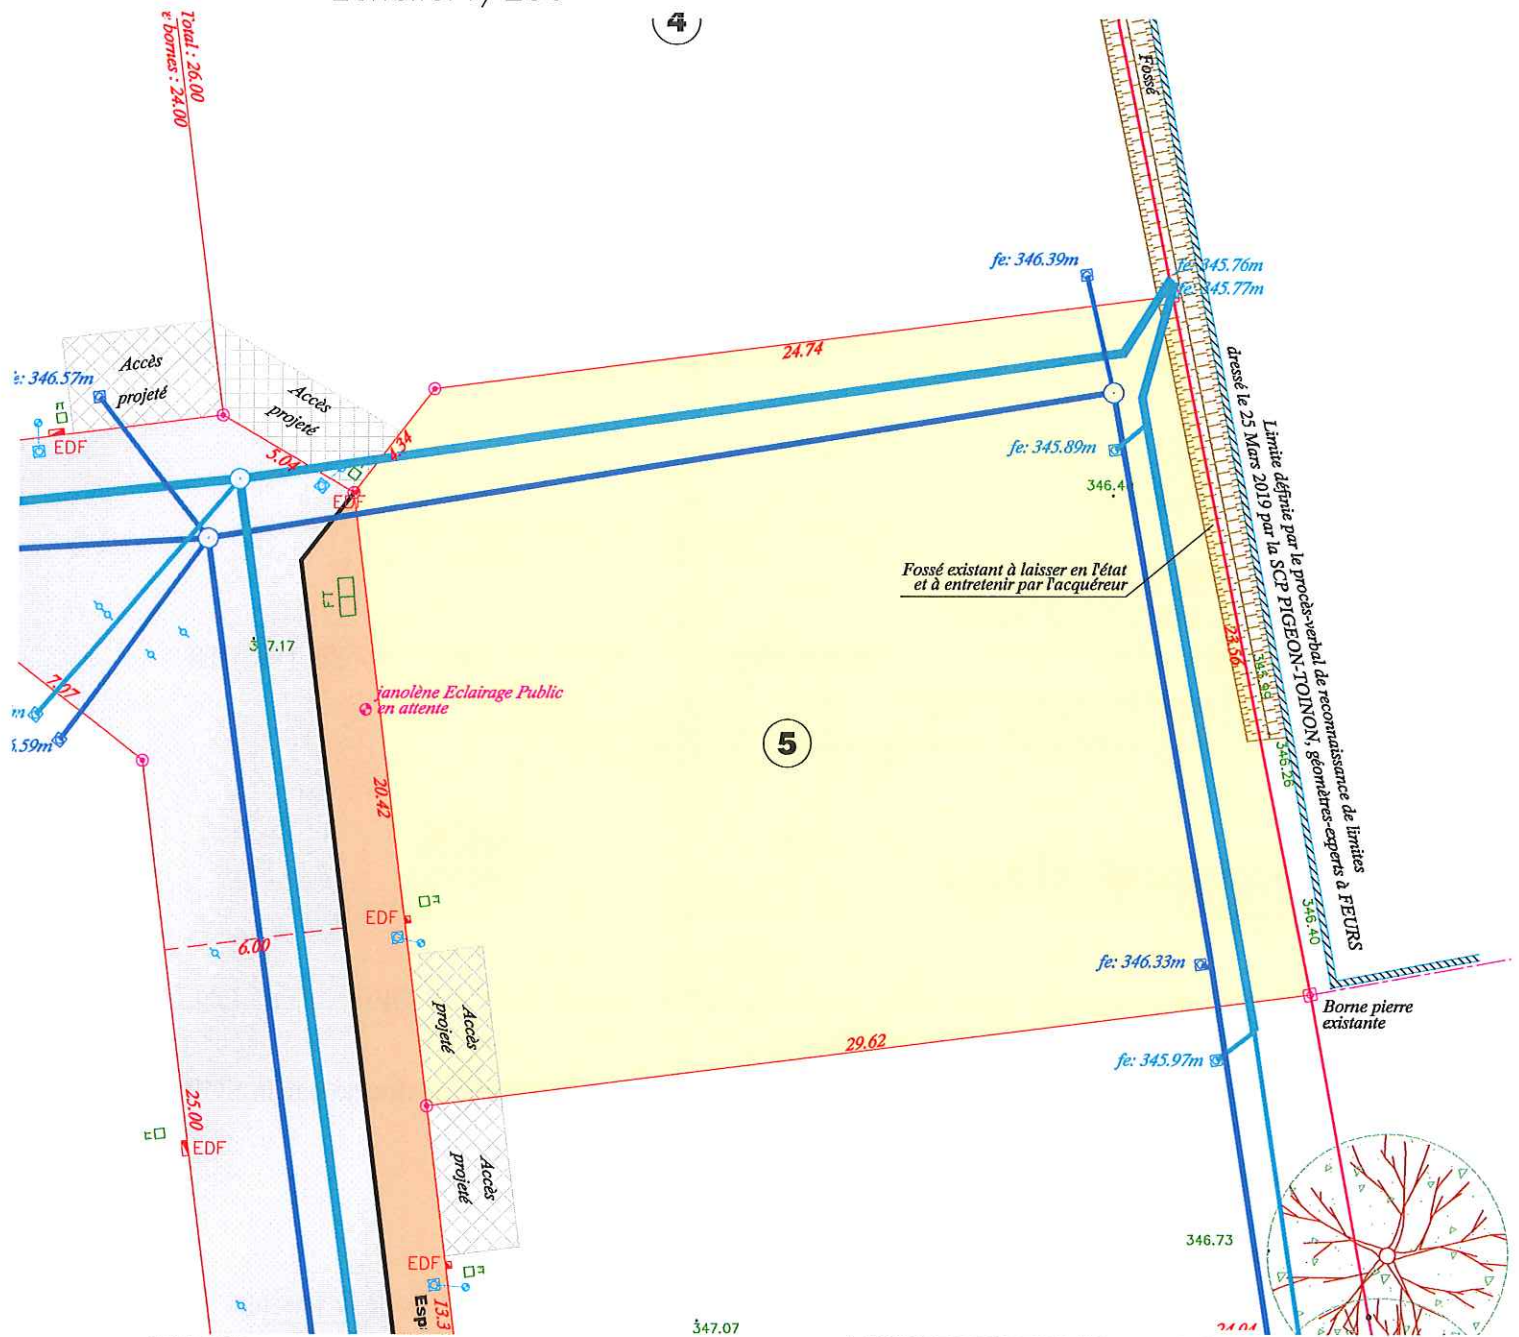 4
Total : 26.00
e bornes : 24.00
Fossé
fe: 346.39m
fe: 345.76m
fe: 345.77m
24.74
Accès
projeté
Accès
projeté
fe: 346.57m
EDF
5.04
4.34
EDF
fe: 345.89m
346.4
dressé le 25 Mars 2019 par la SCP PIGEON-TOINON, géomètres-experts à FEURS
Limite définie par le procès-verbal de reconnaissance de limites
Fossé existant à laisser en l'état
et à entretenir par l'acquéreur
FT
23.56
345.99
346.26
7.07
janolène Eclairage Public
en attente
5
.59m
20.42
EDF
346.40
6.00
fe: 346.33m
Accès
projeté
Borne pierre
existante
29.62
fe: 345.97m
25.00
EDF
Accès
projeté
346.73
EDF
13.3
Esp
347.07
24.04